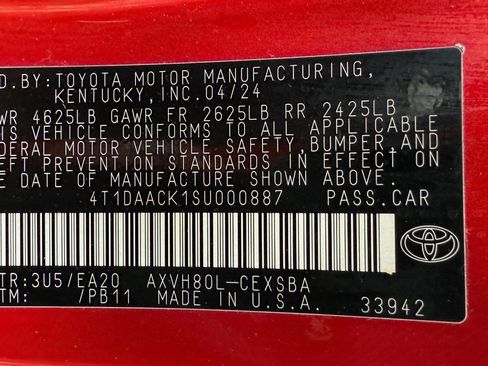 D.BY: TOYOTA MOTOR MANUFACTURING,
KENTUCKY, INC. 04/24
WR 4625LB GAWR FR 2625LB RR 2425LB
IS VEHICLE CONFORMS TO ALL APPLICABLE
DERAL MOTOR VEHICLE SAFETY, BUMPER, AND
EFT PREVENTION STANDARDS IN EFFECT ON
E DATE OF MANUFACTURE SHOWN ABOVE.
4T1DAACK1SU000887 PASS.CAR
TR: 3U5/EA20 AXVH80L-CEXSBA
TM: /PB11 MADE IN U.S.A. 33942